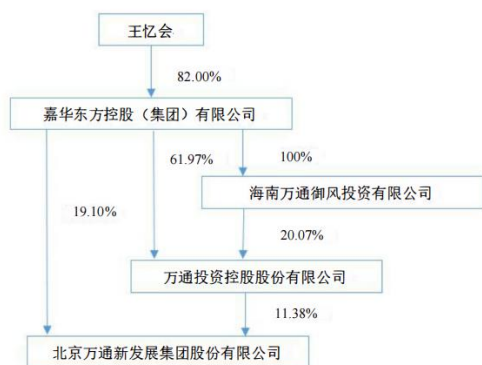 王忆会
82.00%
嘉华东方控股（集团）有限公司
61.97%
100%
海南万通御风投资有限公司
19.10%
20.07%
万通投资控股股份有限公司
11.38%
北京万通新发展集团股份有限公司